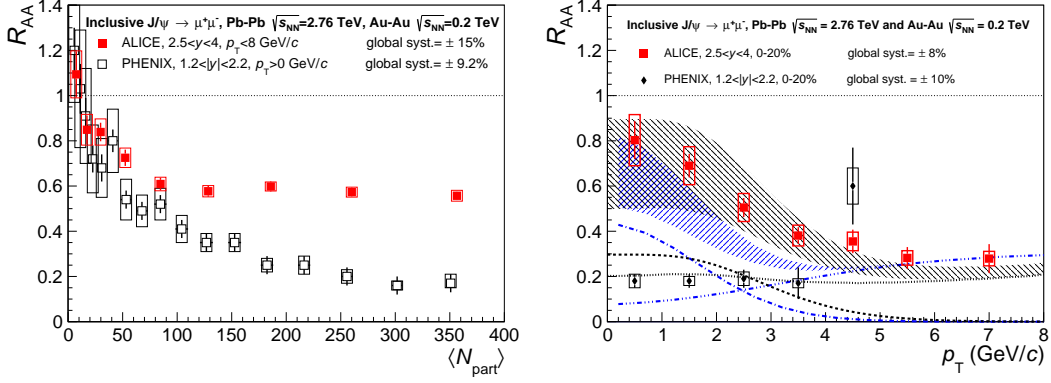 R_AA
Inclusive J/ψ → μ⁺μ⁻, Pb-Pb √s_NN=2.76 TeV, Au-Au √s_NN=0.2 TeV
ALICE, 2.5<y<4, p_T<8 GeV/c global syst.= ± 15%
PHENIX, 1.2<|y|<2.2, p_T>0 GeV/c global syst.= ± 9.2%
1.4
1.2
1
0.8
0.6
0.4
0.2
0
0 50 100 150 200 250 300 350 400
⟨N_part⟩
R_AA
Inclusive J/ψ → μ⁺μ⁻, Pb-Pb √s_NN = 2.76 TeV and Au-Au √s_NN = 0.2 TeV
ALICE, 2.5<y<4, 0-20% global syst.= ± 8%
PHENIX, 1.2<|y|<2.2, 0-20% global syst. = ± 10%
1.4
1.2
1
0.8
0.6
0.4
0.2
0
0 1 2 3 4 5 6 7 8
p_T (GeV/c)